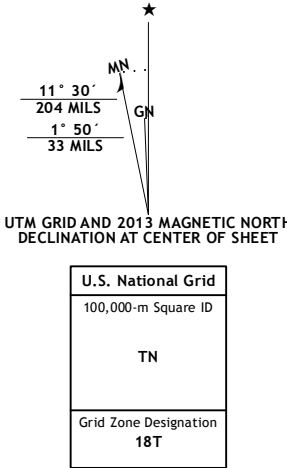 MN
11° 30´
204 MILS
GN
1° 50´
33 MILS
UTM GRID AND 2013 MAGNETIC NORTH
DECLINATION AT CENTER OF SHEET
U.S. National Grid
100,000-m Square ID
TN
Grid Zone Designation
18T